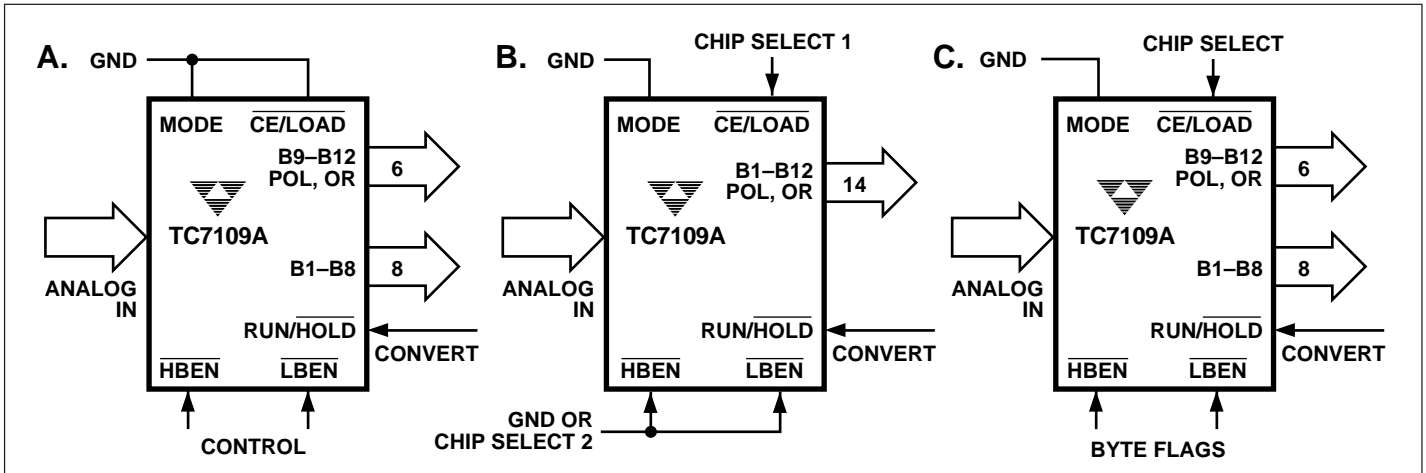 A.
GND
MODE
CE/LOAD
B9–B12
POL, OR
6
TC7109A
B1–B8
8
ANALOG
IN
RUN/HOLD
CONVERT
HBEN
LBEN
CONTROL
B.
GND
CHIP SELECT 1
MODE
CE/LOAD
B1–B12
POL, OR
14
TC7109A
ANALOG
IN
RUN/HOLD
CONVERT
HBEN
LBEN
GND OR
CHIP SELECT 2
C.
GND
CHIP SELECT
MODE
CE/LOAD
B9–B12
POL, OR
6
TC7109A
B1–B8
8
ANALOG
IN
RUN/HOLD
CONVERT
HBEN
LBEN
BYTE FLAGS